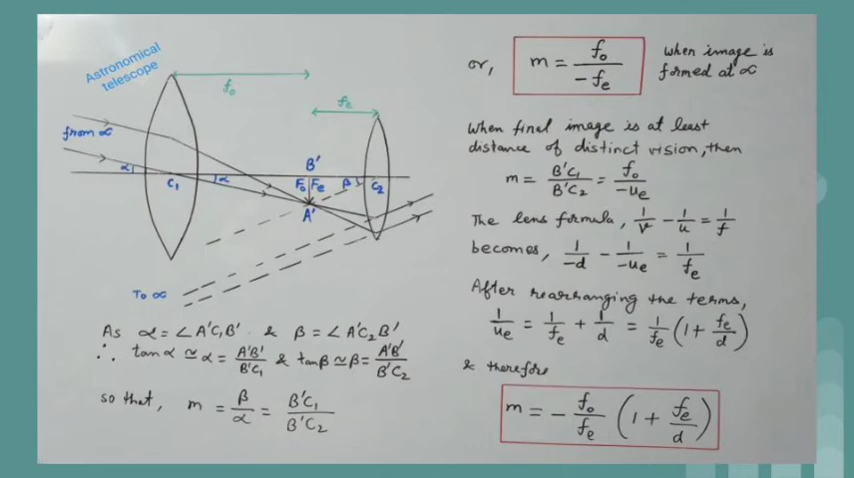 Astronomical
telescope
f₀
fₑ
from ∝
α
C₁
α
B′
F₀ Fₑ
β
C₂
A′
To ∝
As α = ∠A′C₁B′ & β = ∠A′C₂B′
∴ tanα ≃ α = A′B′/B′C₁ & tanβ ≃ β = A′B′/B′C₂
so that, m = β/α = B′C₁/B′C₂
or, m = f₀/-fₑ when image is
formed at ∝
When final image is at least
distance of distinct vision, then
m = B′C₁/B′C₂ = f₀/-uₑ
The lens formula, 1/v - 1/u = 1/f
becomes, 1/-d - 1/-uₑ = 1/fₑ
After rearranging the terms,
1/uₑ = 1/fₑ + 1/d = 1/fₑ (1 + fₑ/d)
& therefore
m = - f₀/fₑ (1 + fₑ/d)